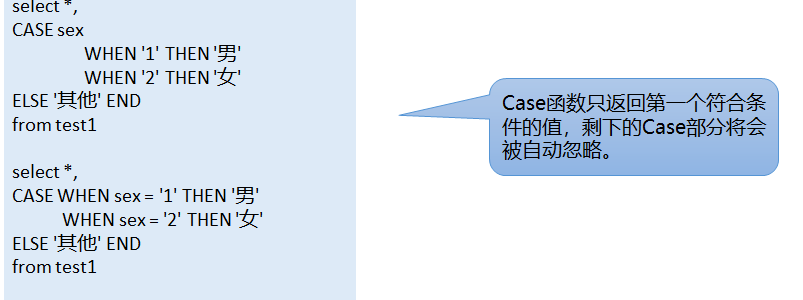 select *,
CASE sex
WHEN '1' THEN '男'
WHEN '2' THEN '女'
ELSE '其他' END
from test1
select *,
CASE WHEN sex = '1' THEN '男'
WHEN sex = '2' THEN '女'
ELSE '其他' END
from test1
Case函数只返回第一个符合条
件的值，剩下的Case部分将会
被自动忽略。